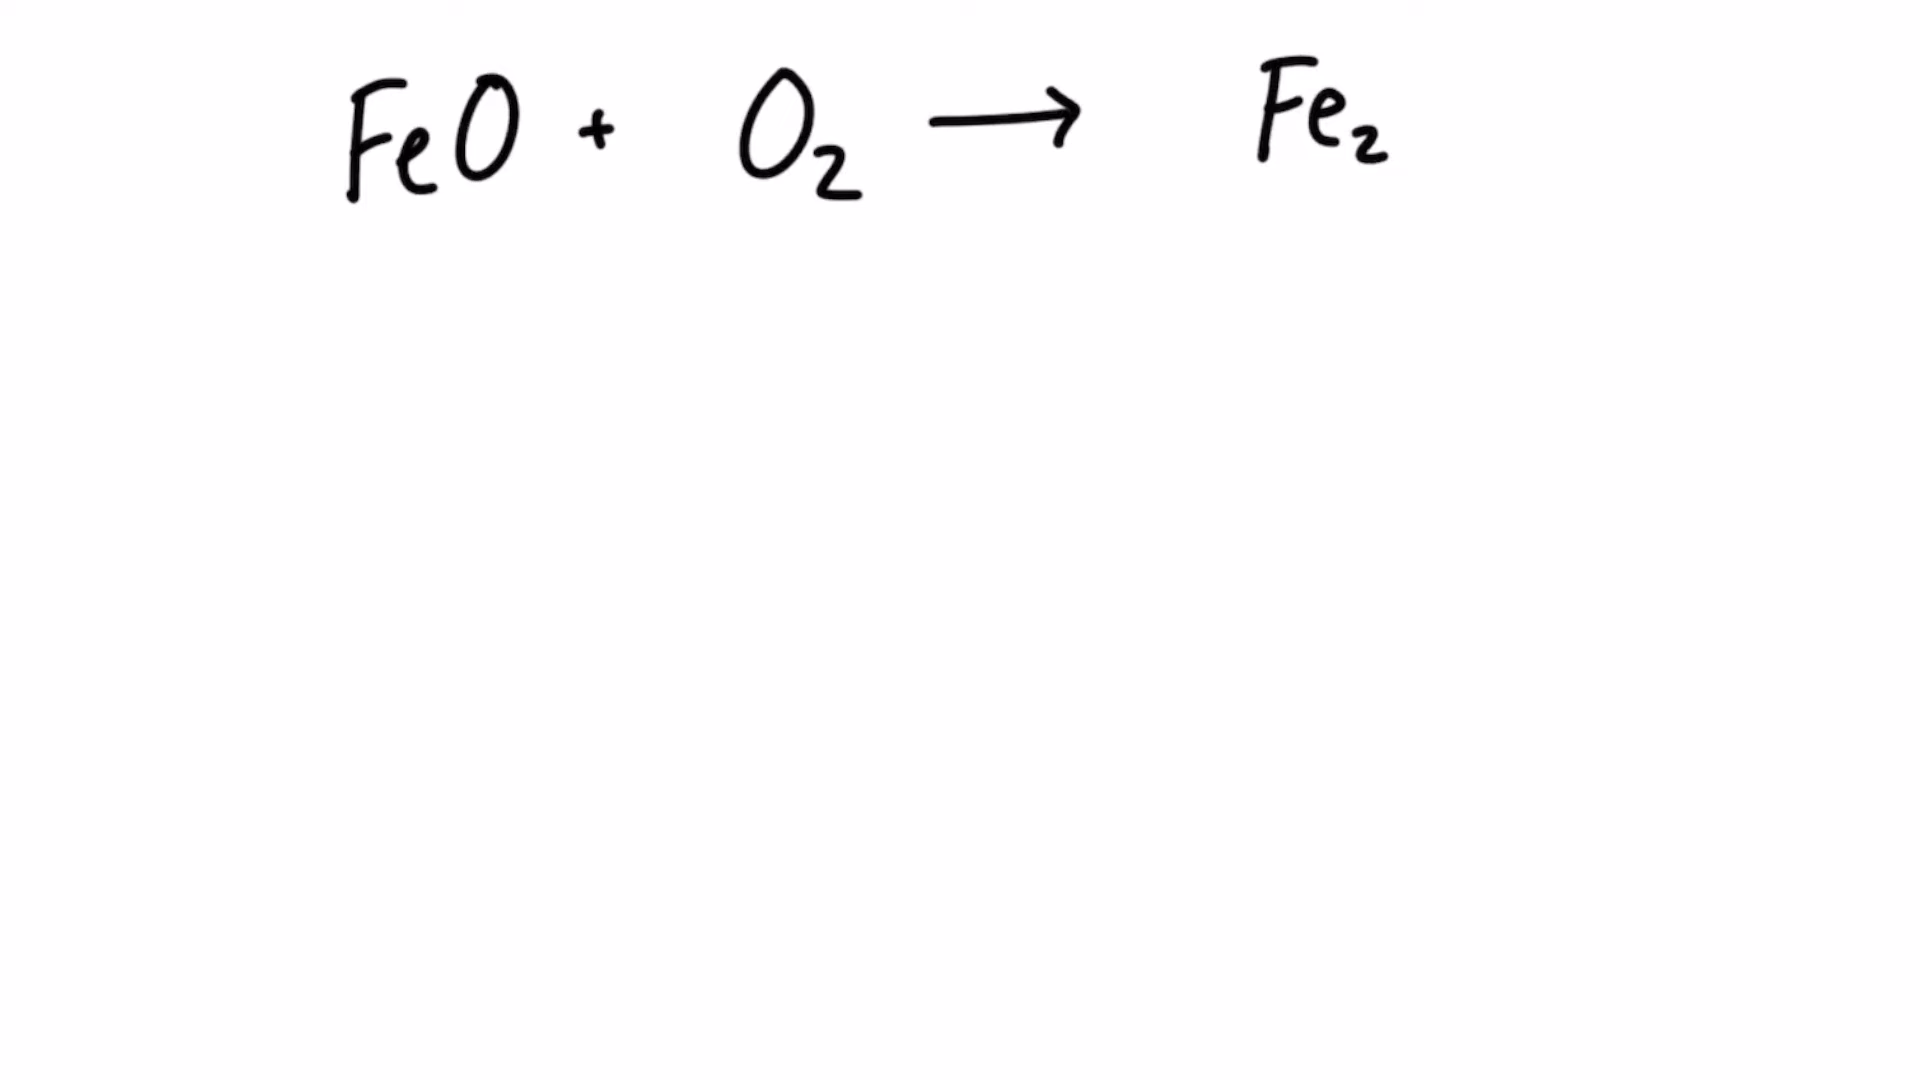 FeO + O₂ → Fe₂